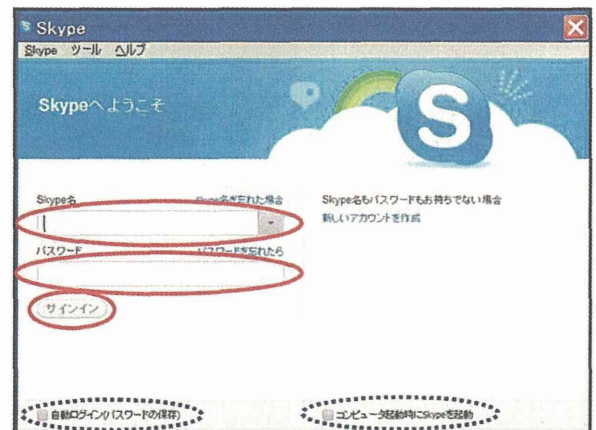 Skype
Skype ツール ヘルプ
Skypeへようこそ
S
Skype名 Skype名を忘れた場合
Skype名もパスワードもお持ちでない場合
新しいアカウントを作成
パスワード パスワードを忘れたら
サインイン
自動ログイン(パスワードの保存)
コンピュータ起動時にSkypeを起動